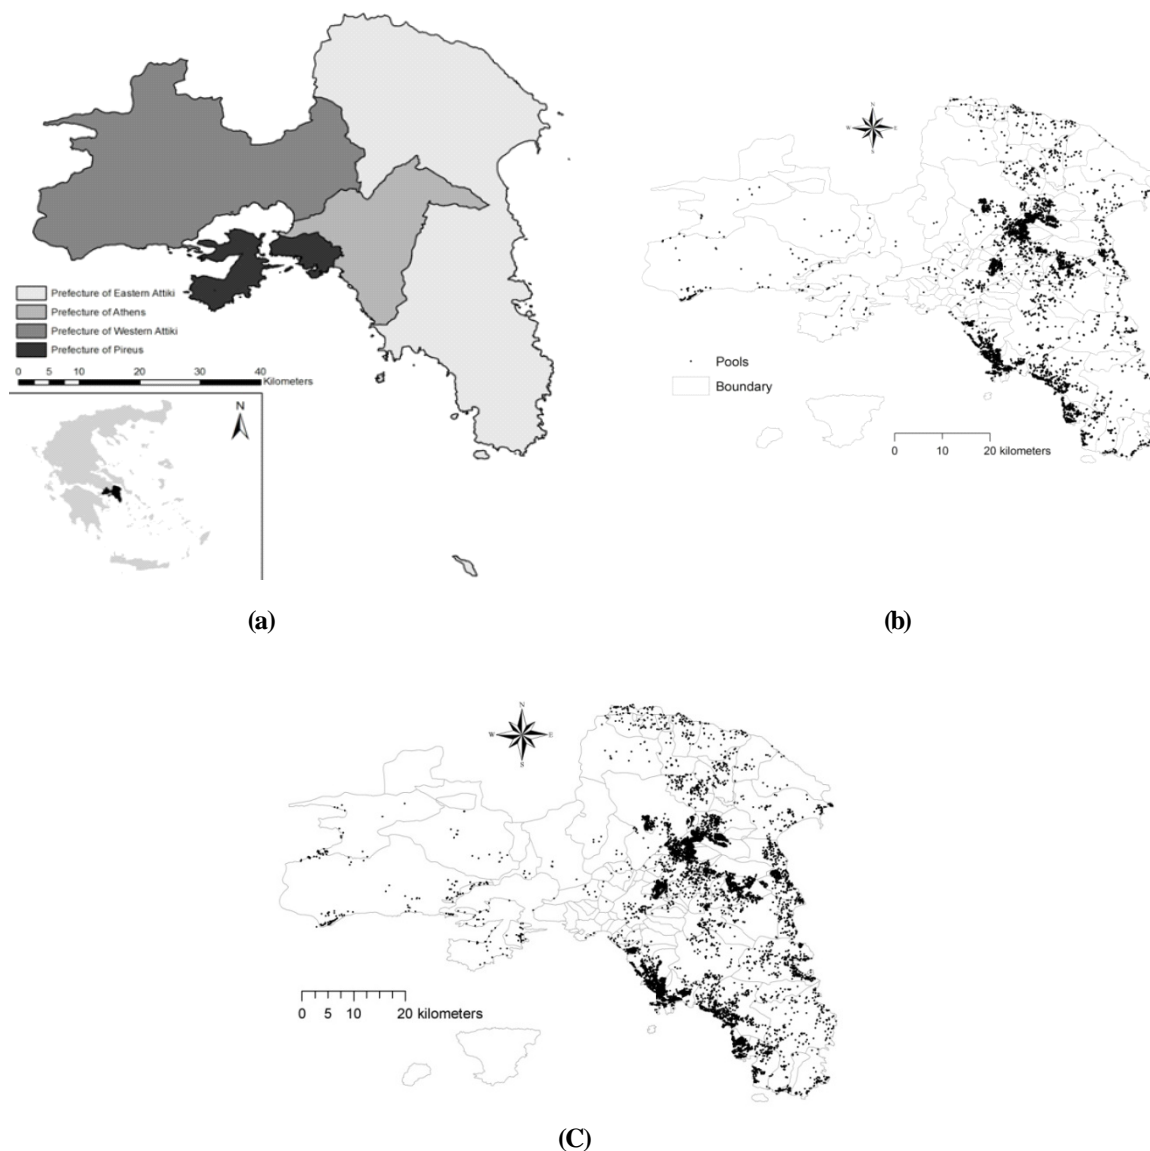 Prefecture of Eastern Attiki
Prefecture of Athens
Prefecture of Western Attiki
Prefecture of Pireus
0 5 10 20 30 40
Kilometers
N
(a)
N
W E
S
Pools
Boundary
0 10 20 kilometers
(b)
N
W E
S
0 5 10 20 kilometers
(C)